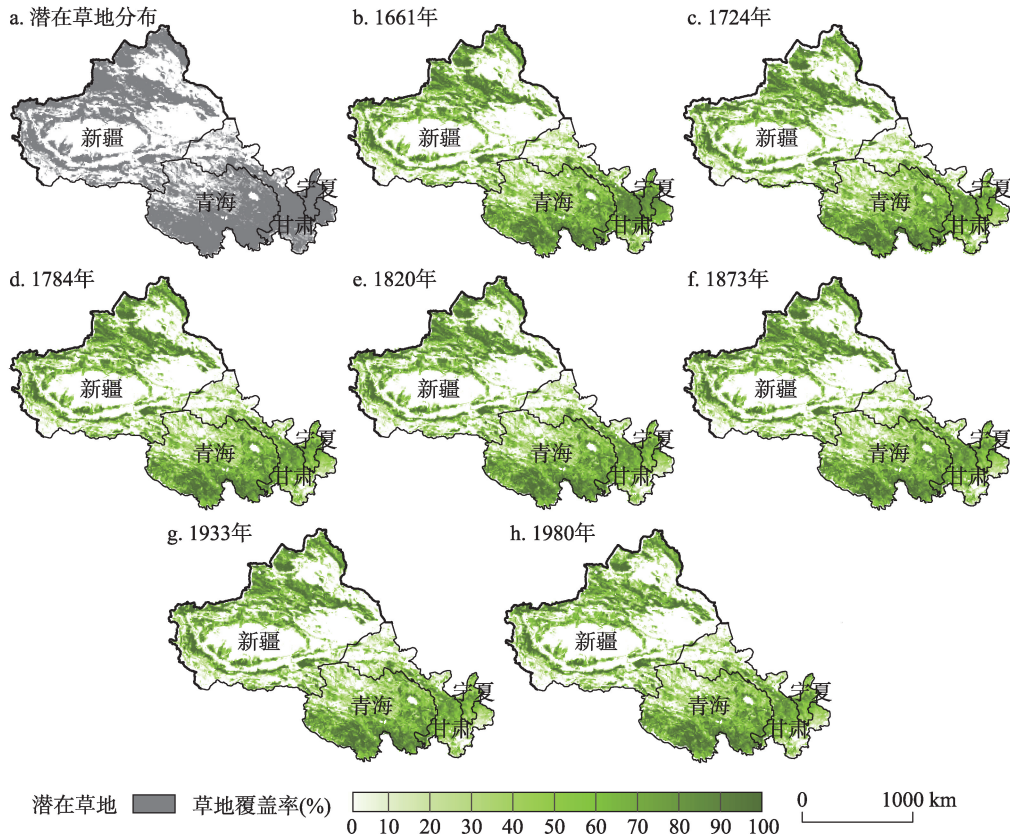 a. 潜在草地分布
b. 1661年
c. 1724年
新疆
青海
甘肃
宁夏
新疆
青海
甘肃
宁夏
新疆
青海
甘肃
宁夏
d. 1784年
e. 1820年
f. 1873年
新疆
青海
甘肃
宁夏
新疆
青海
甘肃
宁夏
新疆
青海
甘肃
宁夏
g. 1933年
h. 1980年
新疆
青海
甘肃
宁夏
新疆
青海
甘肃
宁夏
潜在草地
草地覆盖率(%)
0 10 20 30 40 50 60 70 80 90 100
0 1000 km